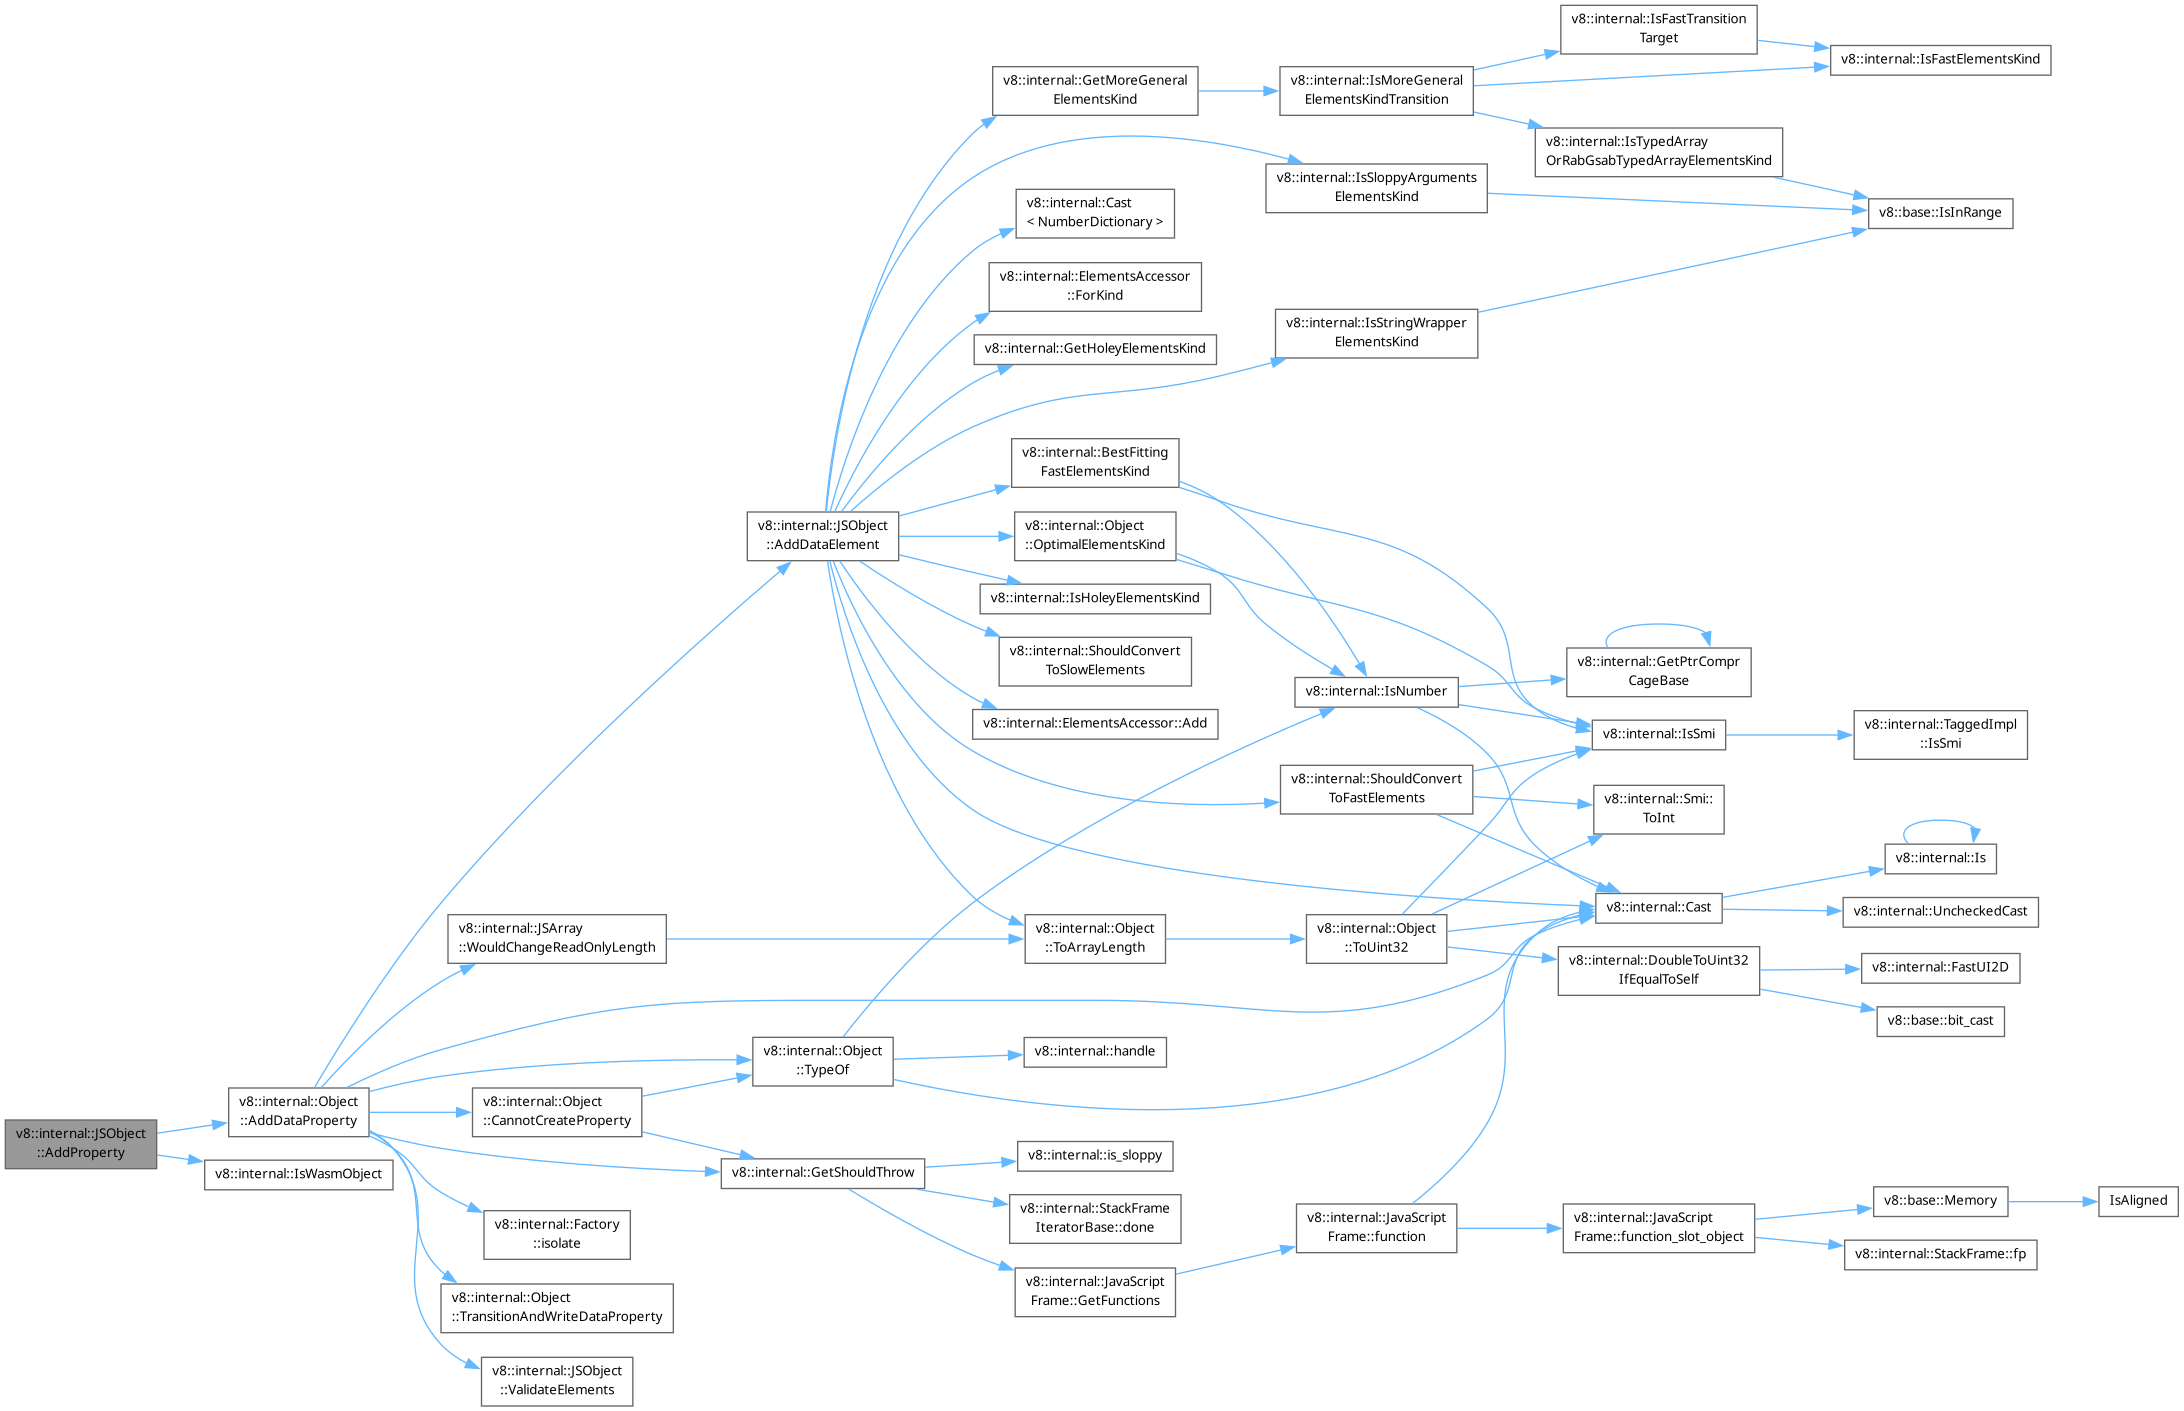 v8::internal::JSObject
::AddProperty
v8::internal::Object
::AddDataProperty
v8::internal::IsWasmObject
v8::internal::JSArray
::WouldChangeReadOnlyLength
v8::internal::Object
::CannotCreateProperty
v8::internal::Factory
::isolate
v8::internal::Object
::TransitionAndWriteDataProperty
v8::internal::JSObject
::ValidateElements
v8::internal::JSObject
::AddDataElement
v8::internal::Object
::TypeOf
v8::internal::GetShouldThrow
v8::internal::GetMoreGeneral
ElementsKind
v8::internal::Cast
< NumberDictionary >
v8::internal::ElementsAccessor
::ForKind
v8::internal::GetHoleyElementsKind
v8::internal::BestFitting
FastElementsKind
v8::internal::Object
::OptimalElementsKind
v8::internal::IsHoleyElementsKind
v8::internal::ShouldConvert
ToSlowElements
v8::internal::ElementsAccessor::Add
v8::internal::Object
::ToArrayLength
v8::internal::handle
v8::internal::is_sloppy
v8::internal::StackFrame
IteratorBase::done
v8::internal::JavaScript
Frame::GetFunctions
v8::internal::IsMoreGeneral
ElementsKindTransition
v8::internal::IsSloppyArguments
ElementsKind
v8::internal::IsStringWrapper
ElementsKind
v8::internal::IsNumber
v8::internal::ShouldConvert
ToFastElements
v8::internal::Object
::ToUint32
v8::internal::JavaScript
Frame::function
v8::internal::IsFastTransition
Target
v8::internal::IsTypedArray
OrRabGsabTypedArrayElementsKind
v8::internal::GetPtrCompr
CageBase
v8::internal::IsSmi
v8::internal::Smi::
ToInt
v8::internal::Cast
v8::internal::DoubleToUint32
IfEqualToSelf
v8::internal::JavaScript
Frame::function_slot_object
v8::internal::IsFastElementsKind
v8::base::IsInRange
v8::internal::TaggedImpl
::IsSmi
v8::internal::Is
v8::internal::UncheckedCast
v8::internal::FastUI2D
v8::base::bit_cast
v8::base::Memory
v8::internal::StackFrame::fp
IsAligned